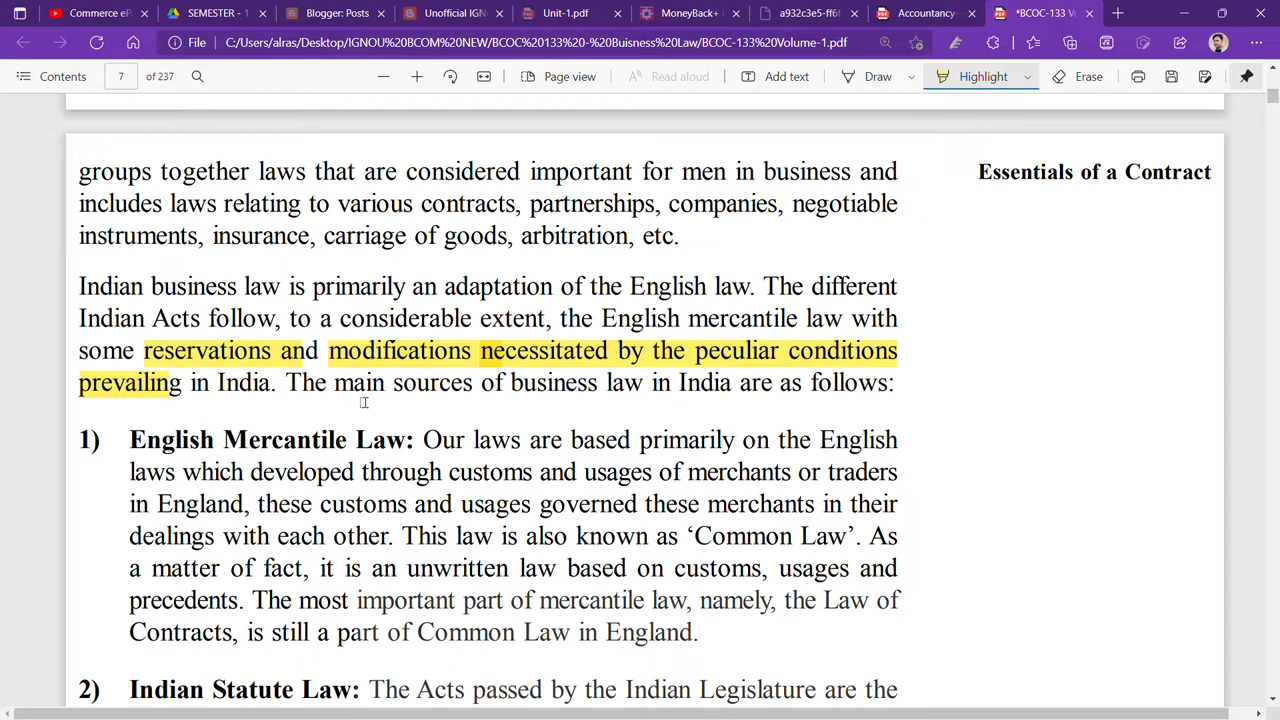 Commerce eP
SEMESTER - 1
Blogger: Posts
Unofficial IGN
Unit-1.pdf
MoneyBack
a932c3e5-ff6f
Accountancy-
*BCOC-133 Vo
File
C:/Users/alras/Desktop/IGNOU%20BCOM%20NEW/BCOC%20133%20-%20Buisness%20Law/BCOC-133%20Volume-1.pdf
Contents
7
of 237
Page view
Read aloud
Add text
Draw
Highlight
Erase
groups together laws that are considered important for men in business and
Essentials of a Contract
includes laws relating to various contracts, partnerships, companies, negotiable
instruments, insurance, carriage of goods, arbitration, etc.
Indian business law is primarily an adaptation of the English law. The different
Indian Acts follow, to a considerable extent, the English mercantile law with
some reservations and modifications necessitated by the peculiar conditions
prevailing in India. The main sources of business law in India are as follows:
1) English Mercantile Law: Our laws are based primarily on the English
laws which developed through customs and usages of merchants or traders
in England, these customs and usages governed these merchants in their
dealings with each other. This law is also known as ‘Common Law’. As
a matter of fact, it is an unwritten law based on customs, usages and
precedents. The most important part of mercantile law, namely, the Law of
Contracts, is still a part of Common Law in England.
2) Indian Statute Law: The Acts passed by the Indian Legislature are the